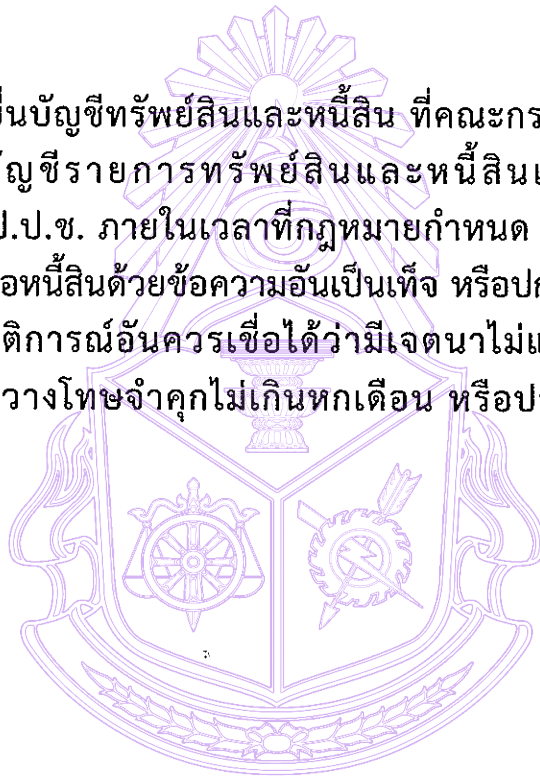 ยื่นบัญชีทรัพย์สินและหนี้สิน ที่คณะกร
ัญชีรายการทรัพย์สินและหนี้สินแ
ป.ป.ช. ภายในเวลาที่กฎหมายกำหนด
อหนี้สินด้วยข้อความอันเป็นเท็จ หรือปก
ติการณ์อันควรเชื่อได้ว่ามีเจตนาไม่แ
วางโทษจำคุกไม่เกินหกเดือน หรือปร